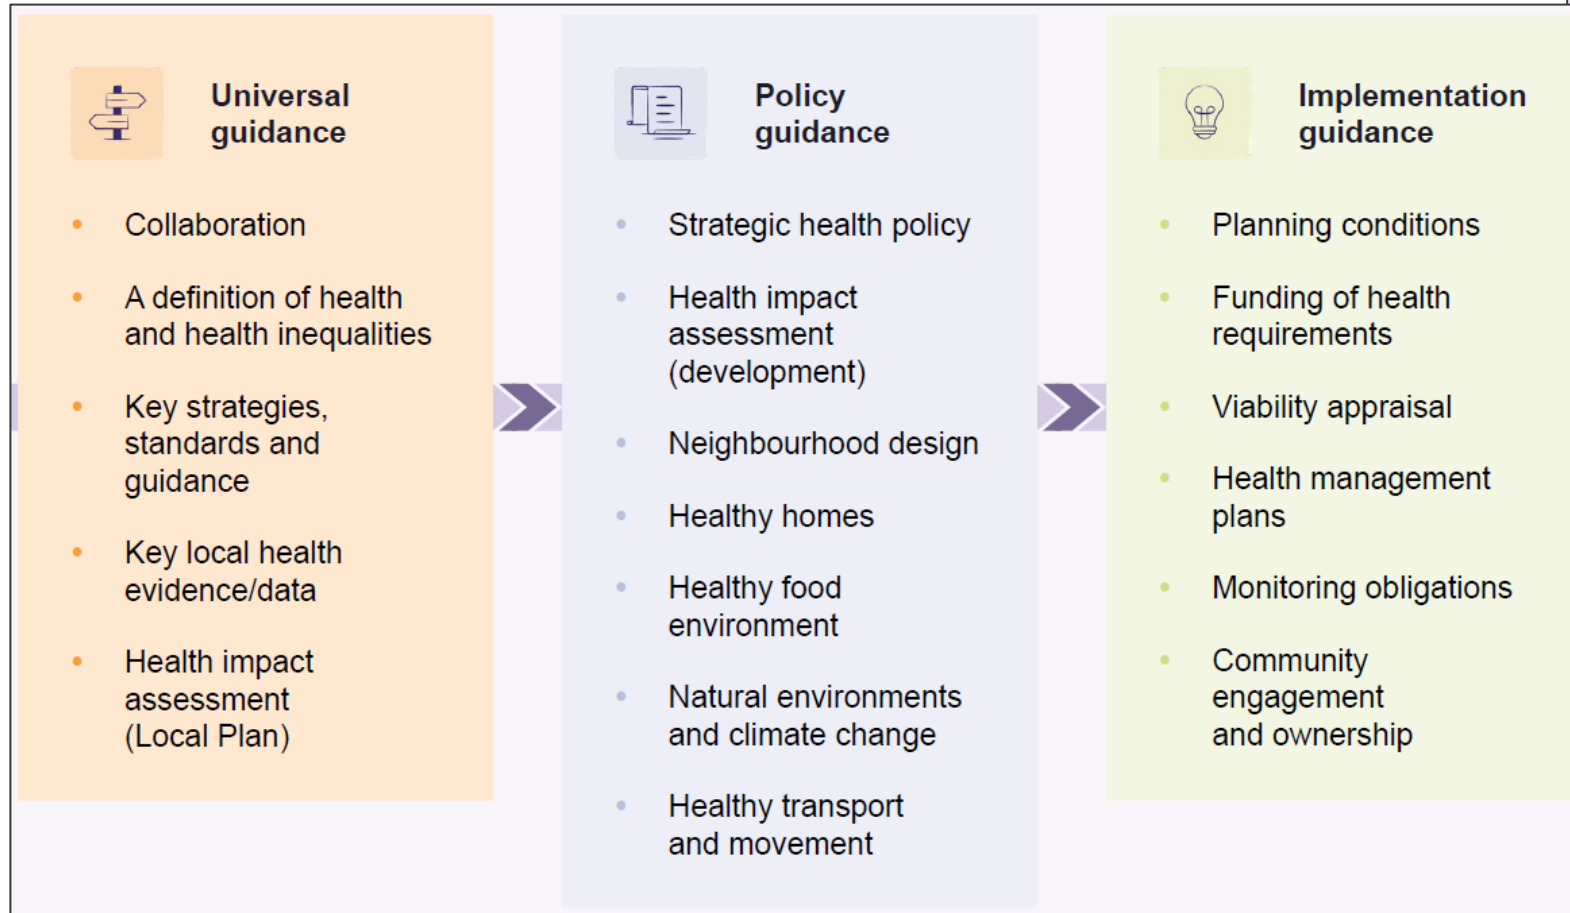 Universal
guidance
• Collaboration
• A definition of health
and health inequalities
• Key strategies,
standards and
guidance
• Key local health
evidence/data
• Health impact
assessment
(Local Plan)
Policy
guidance
• Strategic health policy
• Health impact
assessment
(development)
• Neighbourhood design
• Healthy homes
• Healthy food
environment
• Natural environments
and climate change
• Healthy transport
and movement
Implementation
guidance
• Planning conditions
• Funding of health
requirements
• Viability appraisal
• Health management
plans
• Monitoring obligations
• Community
engagement
and ownership